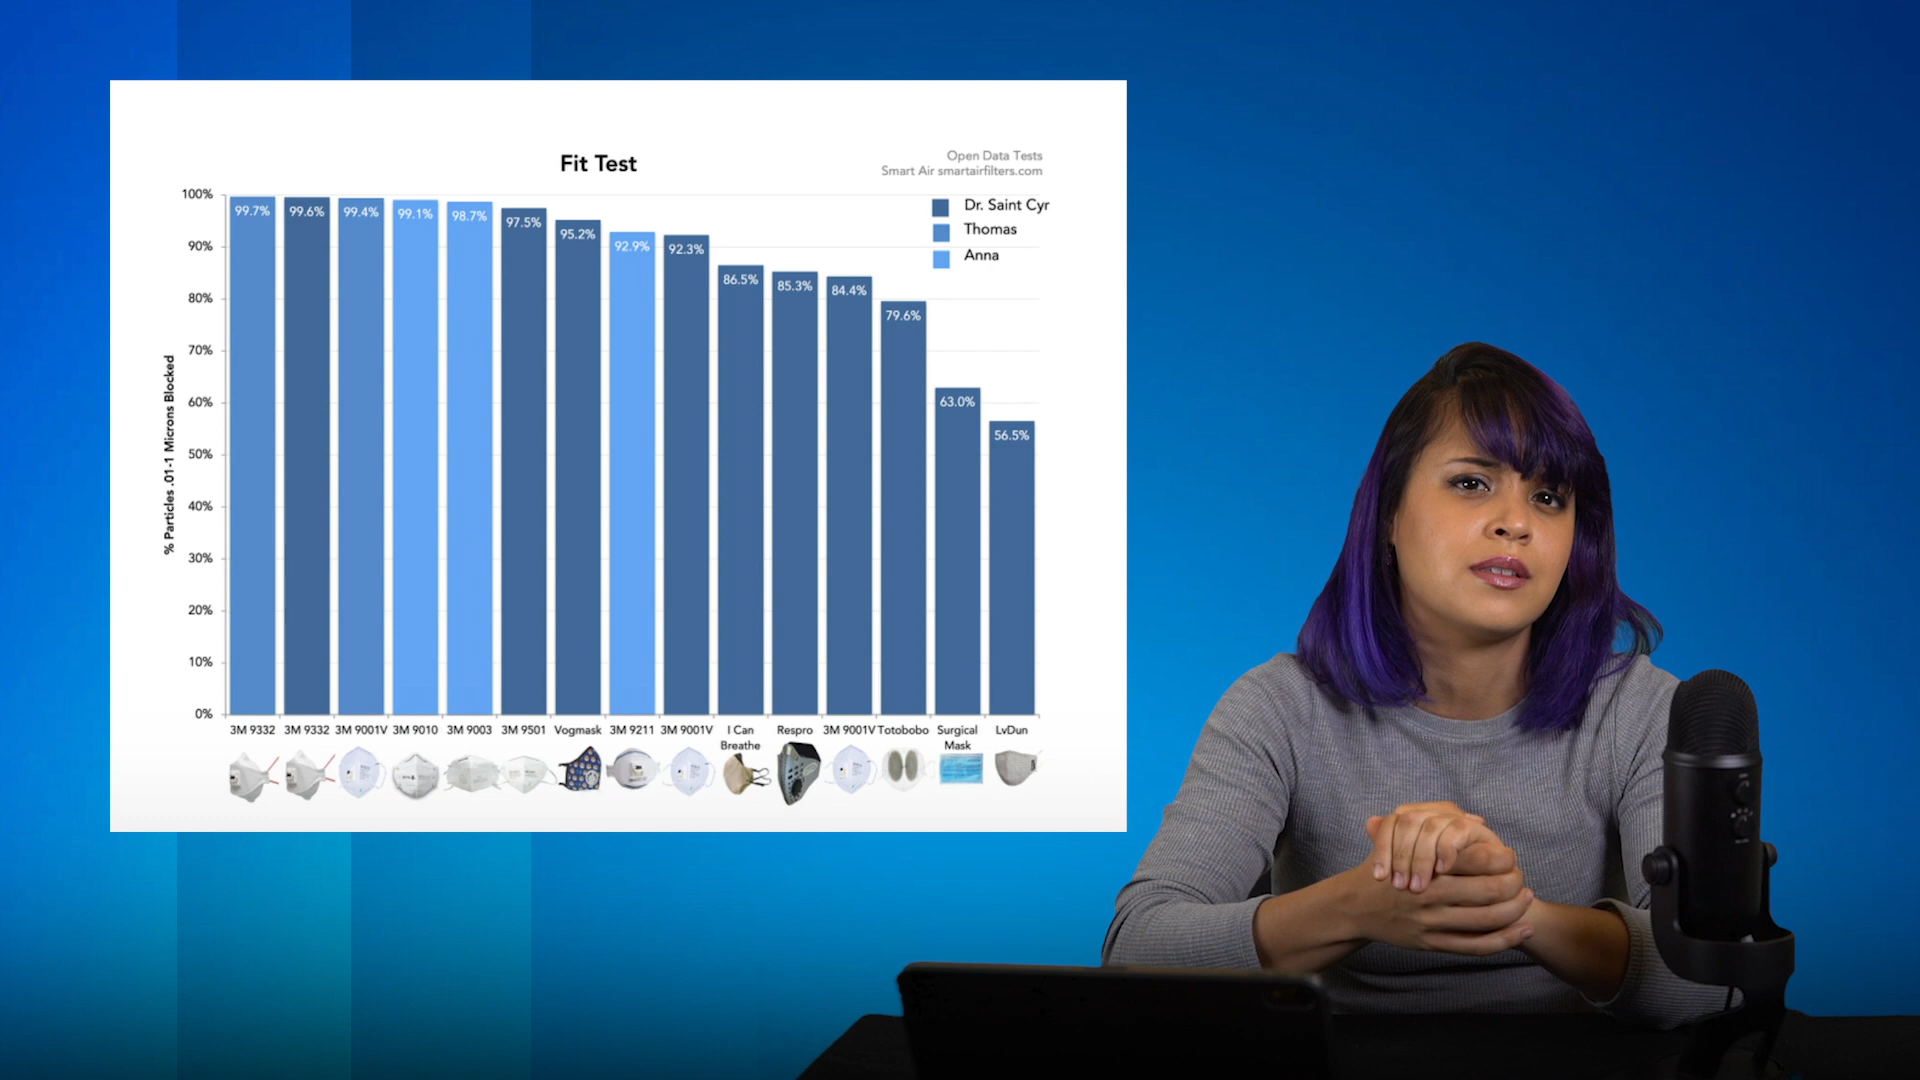 Fit Test
Open Data Tests
Smart Air smartairfilters.com
Dr. Saint Cyr
Thomas
Anna
% Particles .01-1 Microns Blocked
100%
90%
80%
70%
60%
50%
40%
30%
20%
10%
0%
99.7% 99.6% 99.4% 99.1% 98.7% 97.5% 95.2% 92.9% 92.3% 86.5% 85.3% 84.4% 79.6% 63.0% 56.5%
3M 9332 3M 9332 3M 9001V 3M 9010 3M 9003 3M 9501 Vogmask 3M 9211 3M 9001V I Can Respro 3M 9001V Totobobo Surgical LvDun
Breathe Mask